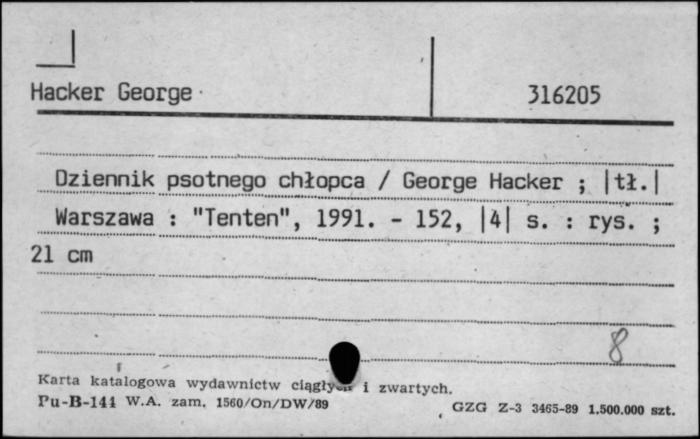 Hacker George
316205
Dziennik psotnego chłopca / George Hacker ; |tł.|
Warszawa : "Tenten", 1991. - 152, |4| s. : rys. ;
21 cm
8
Karta katalogowa wydawnictw ciągłych i zwartych.
Pu-B-144 W.A. zam. 1560/On/DW/89
GZG Z-3 3465-89 1.500.000 szt.